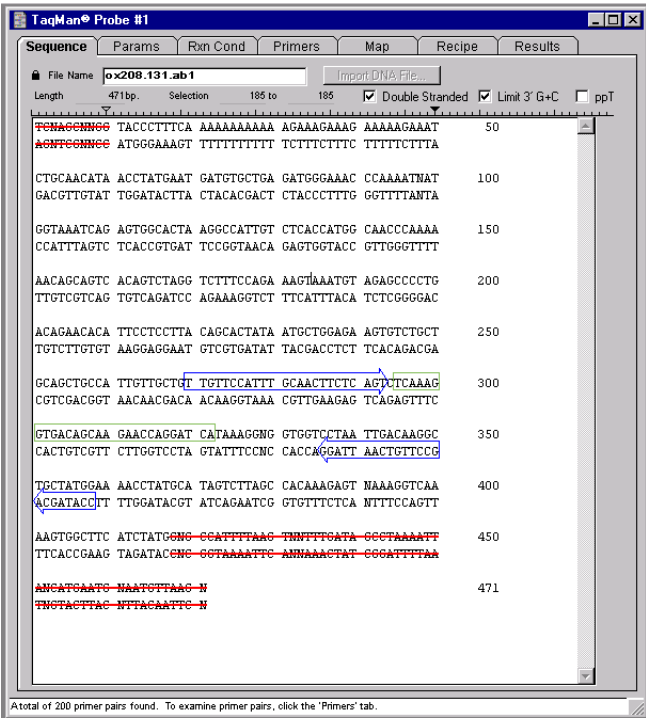 TaqMan® Probe #1
Sequence Params Rxn Cond Primers Map Recipe Results
File Name ox208.131.ab1 Import DNA File...
Length 471bp. Selection 185 to 185 Double Stranded Limit 3' G+C ppT
TGNAGCNNGG TACCCTTTCA AAAAAAAAAA AGAAAGAAAG AAAAAGAAAT 50
AGNTCGNNCC ATGGGAAAGT TTTTTTTTTT TCTTTCTTTC TTTTTCTTTA
CTGCAACATA ACCTATGAAT GATGTGCTGA GATGGGAAAC CCAAAATNAT 100
GACGTTGTAT TGGATACTTA CTACACGACT CTACCCTTTG GGTTTTANTA
GGTAAATCAG AGTGGCACTA AGGCCATTGT CTCACCATGG CAACCCAAAA 150
CCATTTAGTC TCACCGTGAT TCCGGTAACA GAGTGGTACC GTTGGGTTTT
AACAGCAGTC ACAGTCTAGG TCTTTCCAGA AAGTAAATGT AGAGCCCCTG 200
TTGTCGTCAG TGTCAGATCC AGAAAGGTCT TTCATTTACA TCTCGGGGAC
ACAGAACACA TTCCTCCTTA CAGCACTATA ATGCTGGAGA AGTGTCTGCT 250
TGTCTTGTGT AAGGAGGAAT GTCGTGATAT TACGACCTCT TCACAGACGA
GCAGCTGCCA TTGTTGCTGT TGTTCCATTT GCAACTTCTC AGTCTCAAAG 300
CGTCGACGGT AACAACGACA ACAAGGTAAA CGTTGAAGAG TCAGAGTTTC
GTGACAGCAA GAACCAGGAT CATAAAGGNG GTGGTCCTAA TTGACAAGGC 350
CACTGTCGTT CTTGGTCCTA GTATTTCCNC CACCAGGATT AACTGTTCCG
TGCTATGGAA AACCTATGCA TAGTCTTAGC CACAAAGAGT NAAAGGTCAA 400
ACGATACCTT TTGGATACGT ATCAGAATCG GTGTTTCTCA NTTTCCAGTT
AAGTGGCTTC ATCTATGGNG CCATTTTAAG TNNTTTGATA GCCTAAAATT 450
TTCACCGAAG TAGATACCNC GGTAAAATTC ANNAAACTAT CGGATTTTAA
ANCATGAATG NAATGTTAAG N 471
TNGTACTTAC NTTACAATTC N
A total of 200 primer pairs found. To examine primer pairs, click the 'Primers' tab.